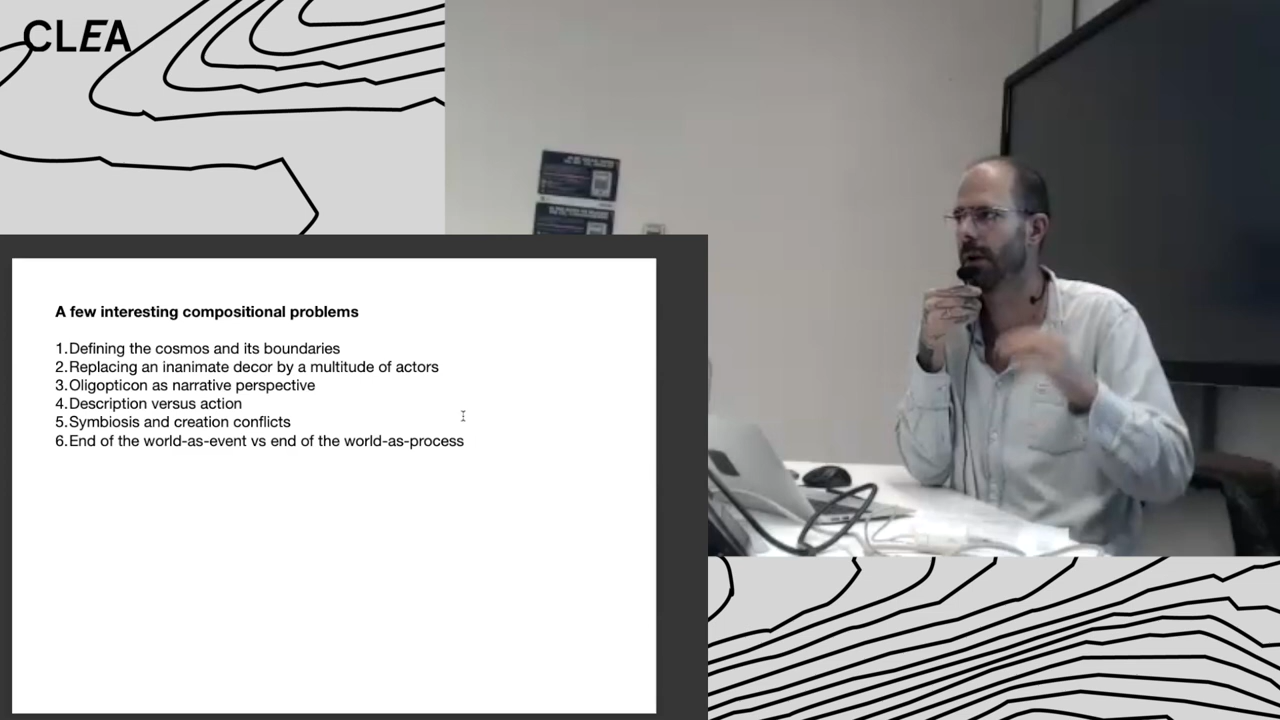 CLEA
A few interesting compositional problems
1.Defining the cosmos and its boundaries
2.Replacing an inanimate decor by a multitude of actors
3.Oligopticon as narrative perspective
4.Description versus action
5.Symbiosis and creation conflicts
6.End of the world-as-event vs end of the world-as-process